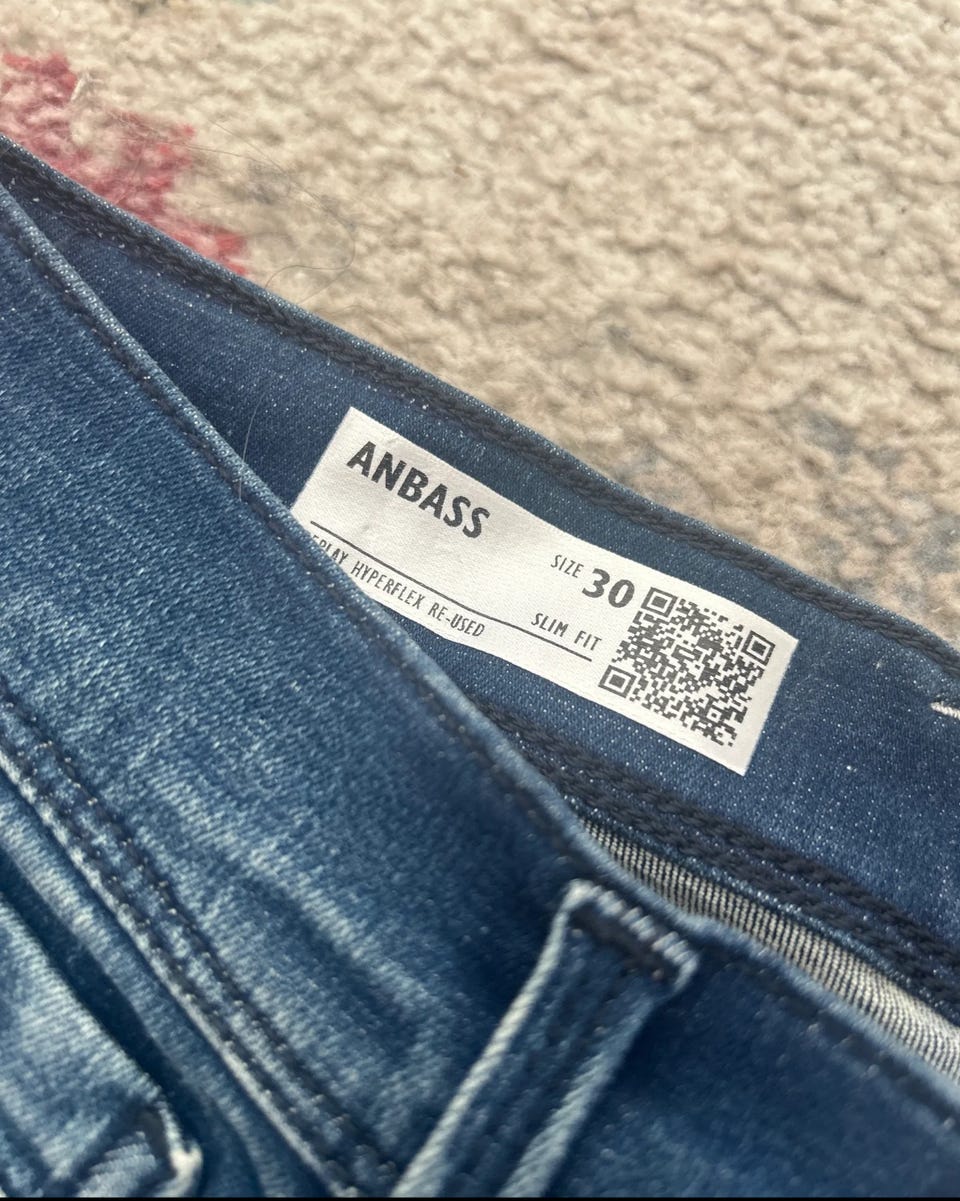 ANBASS
SIZE 30
SLIM FIT
HYPERFLEX RE-USED